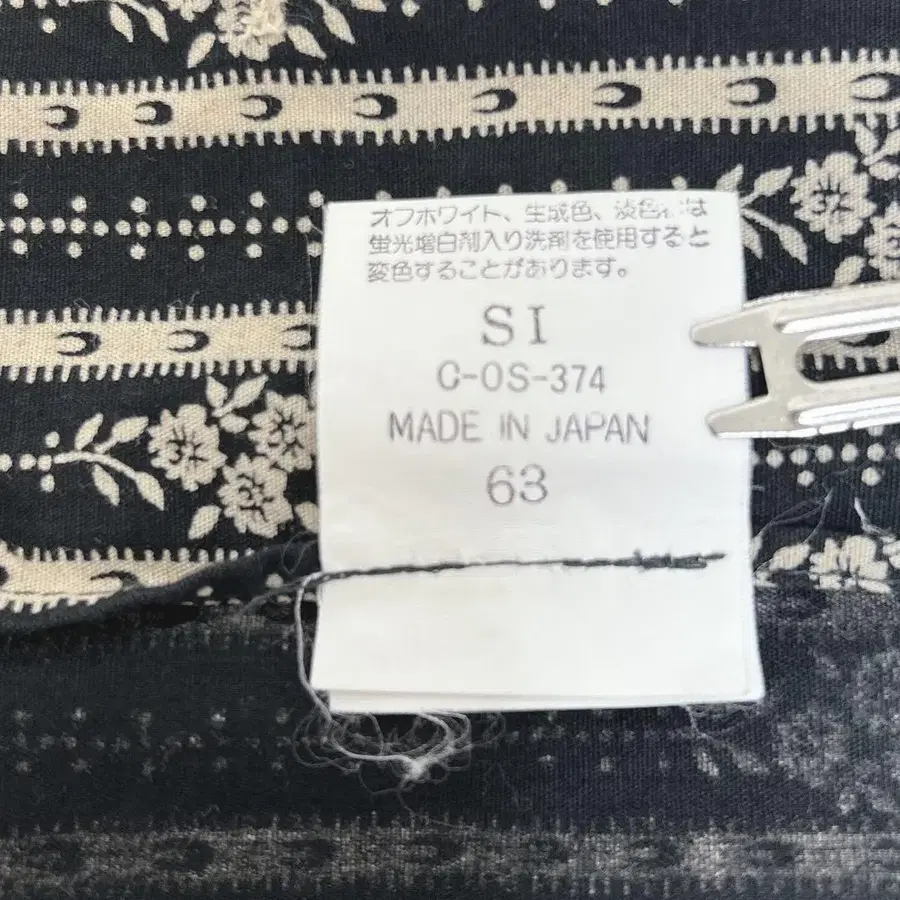 オフホワイト、生成色、淡色物は
蛍光増白剤入り洗剤を使用すると
変色することがあります。
SI
C-OS-374
MADE IN JAPAN
63